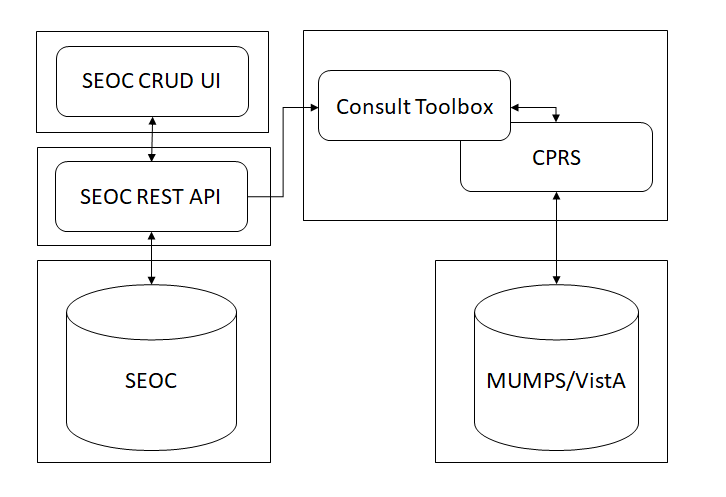 SEOC CRUD UI
Consult Toolbox
CPRS
SEOC REST API
SEOC
MUMPS/VistA